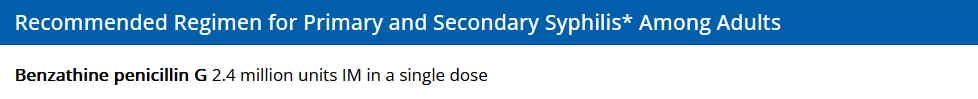 Recommended Regimen for Primary and Secondary Syphilis* Among Adults
Benzathine penicillin G 2.4 million units IM in a single dose